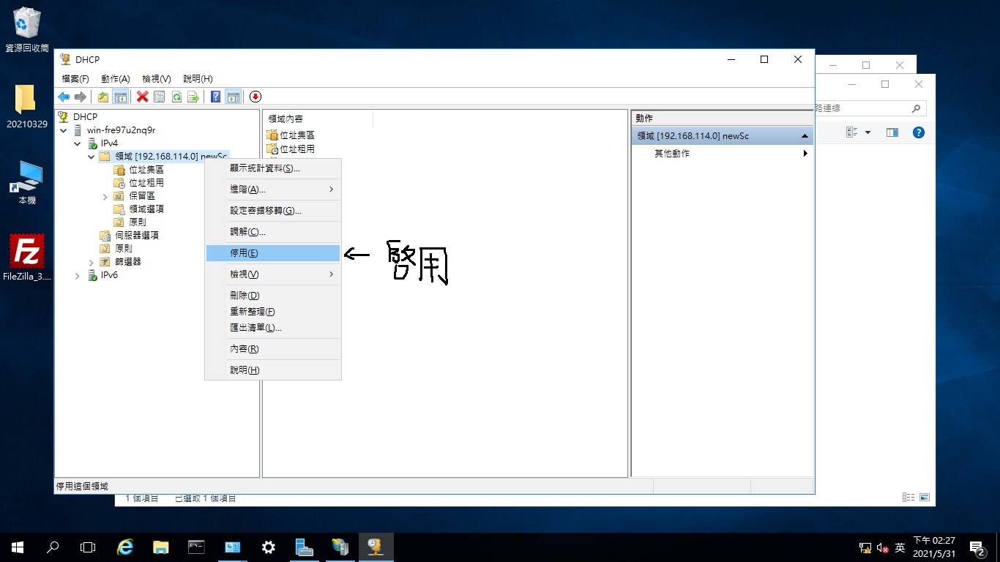 資源回收筒
20210329
本機
FileZilla_3....
DHCP
檔案(F) 動作(A) 檢視(V) 說明(H)
DHCP
win-fre97u2nq9r
IPv4
領域 [192.168.114.0] newSc
位址集區
位址租用
保留區
領域選項
原則
伺服器選項
原則
篩選器
IPv6
領域內容
位址集區
位址租用
顯示統計資料(S)...
進階(A)...
設定容錯移轉(G)...
調解(C)...
停用(E)
檢視(V)
刪除(D)
重新整理(F)
匯出清單(L)...
內容(R)
說明(H)
← 啓用
動作
領域 [192.168.114.0] newSc
其他動作
路連線
停用這個領域
1 個項目 已選取 1 個項目
英
下午 02:27
2021/5/31
2